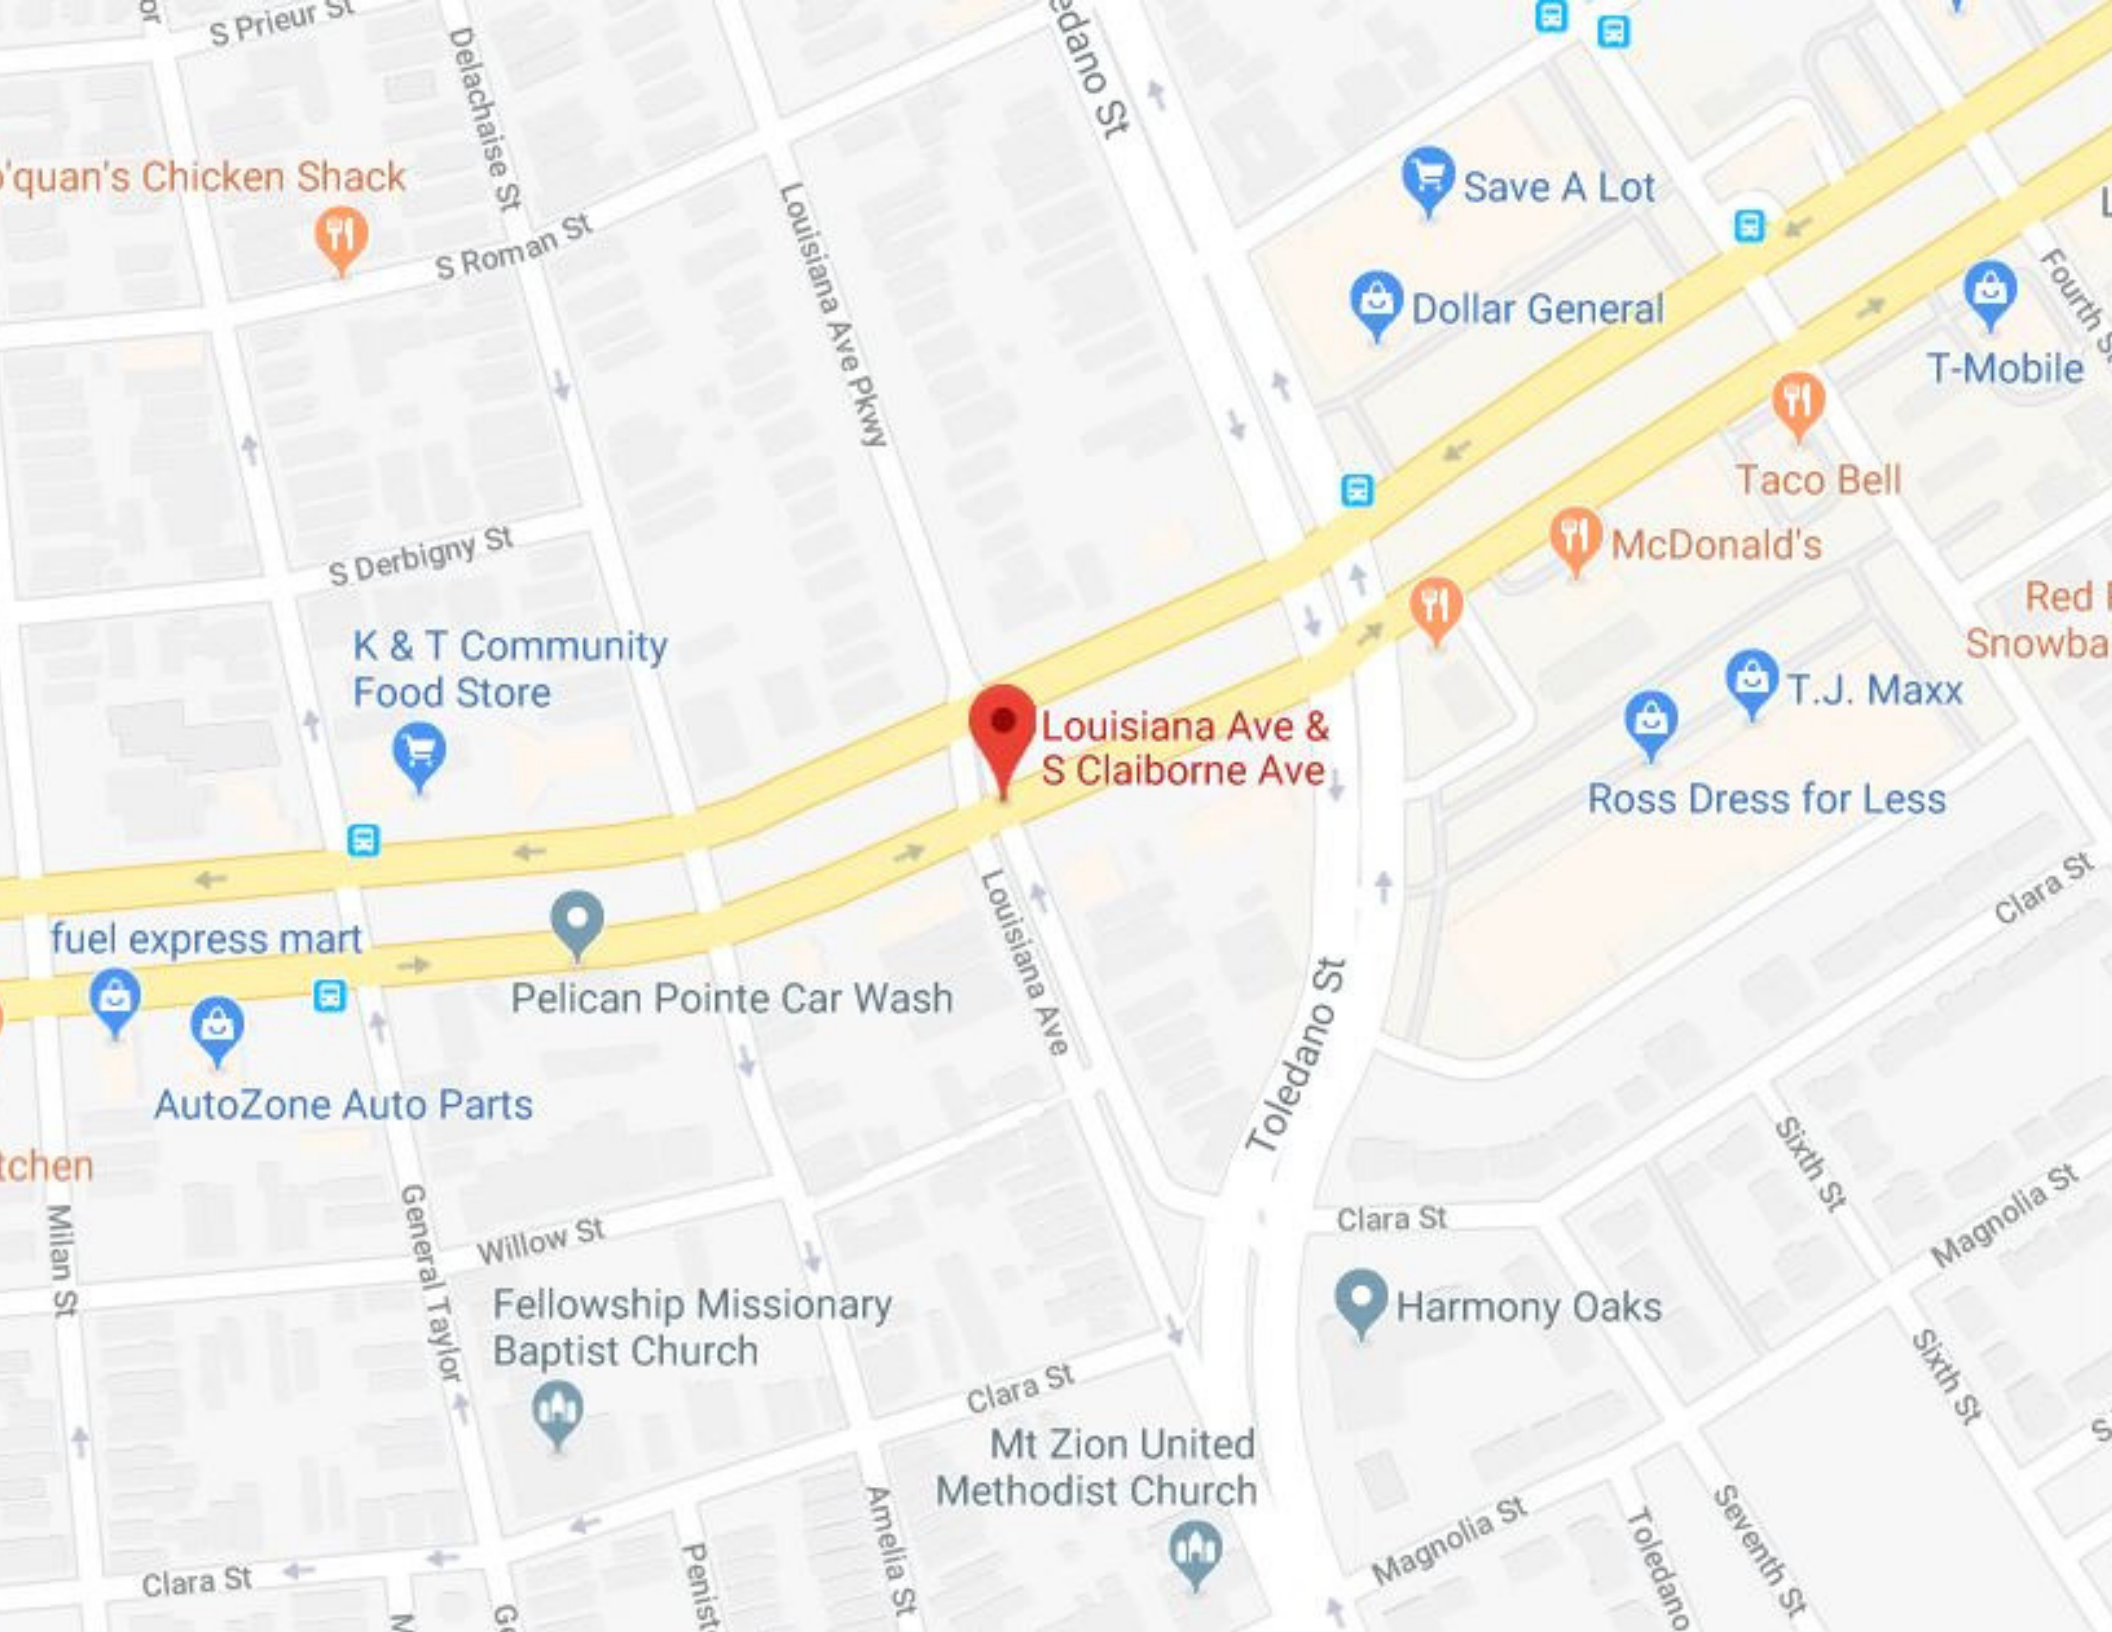 S Prieur St
Delachaise St
edano St
o'quan's Chicken Shack
S Roman St
Louisiana Ave Pkwy
Save A Lot
Dollar General
Fourth S
T-Mobile
Taco Bell
McDonald's
S Derbigny St
Red
Snowba
K & T Community
Food Store
T.J. Maxx
Louisiana Ave &
S Claiborne Ave
Ross Dress for Less
Clara St
fuel express mart
Louisiana Ave
Pelican Pointe Car Wash
Toledano St
AutoZone Auto Parts
tchen
Sixth St
Magnolia St
Milan St
General Taylor
Willow St
Clara St
Fellowship Missionary
Baptist Church
Harmony Oaks
Sixth St
Clara St
Mt Zion United
Methodist Church
Amelia St
Magnolia St
Toledano
Seventh St
Clara St
Penist
Ge